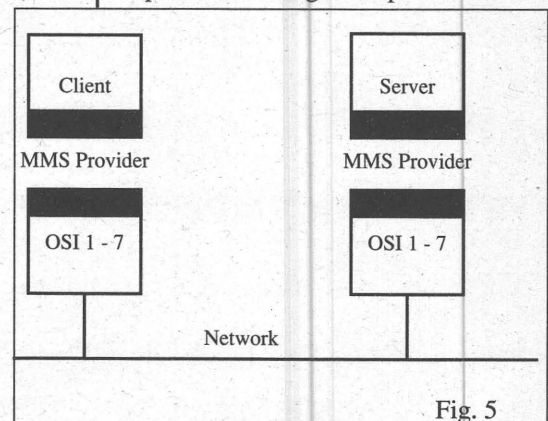 Client
Server
MMS Provider
MMS Provider
OSI 1 - 7
OSI 1 - 7
Network
Fig. 5